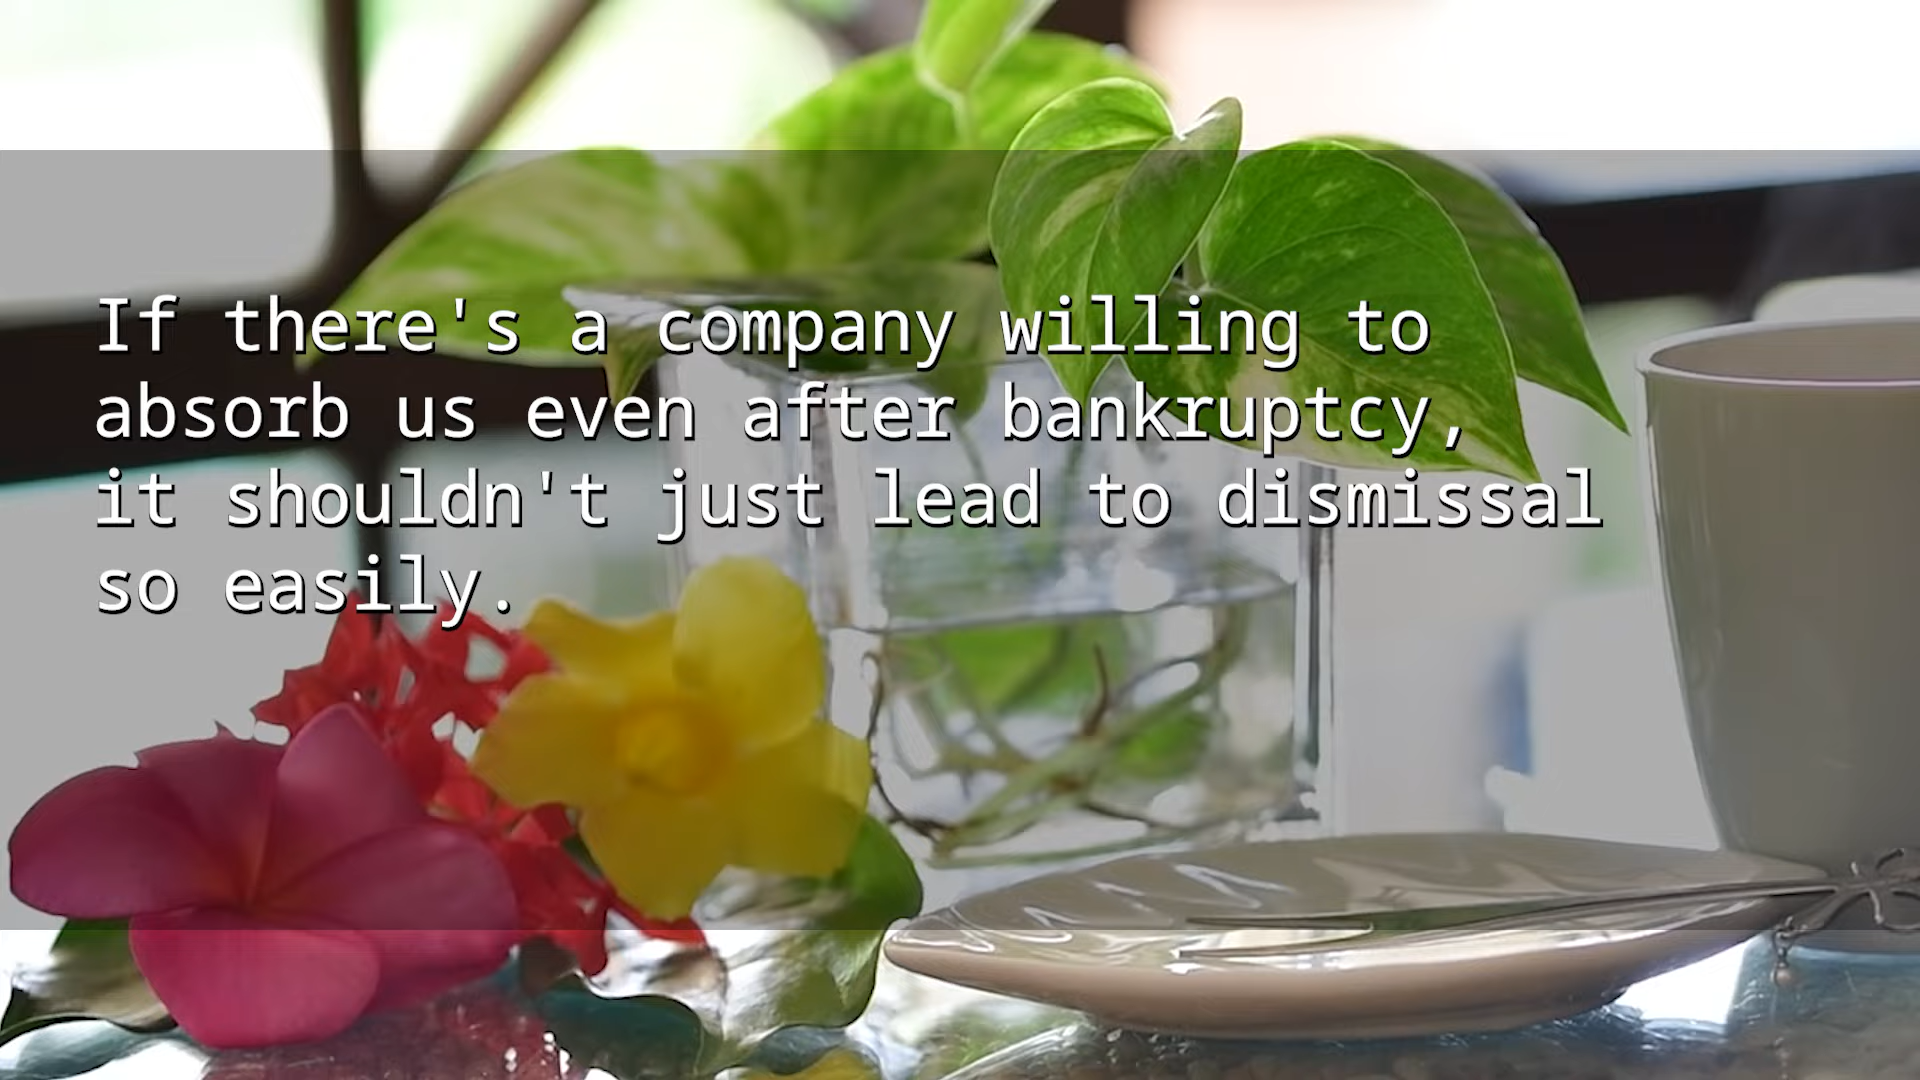 If there's a company willing to
absorb us even after bankruptcy,
it shouldn't just lead to dismissal
so easily.